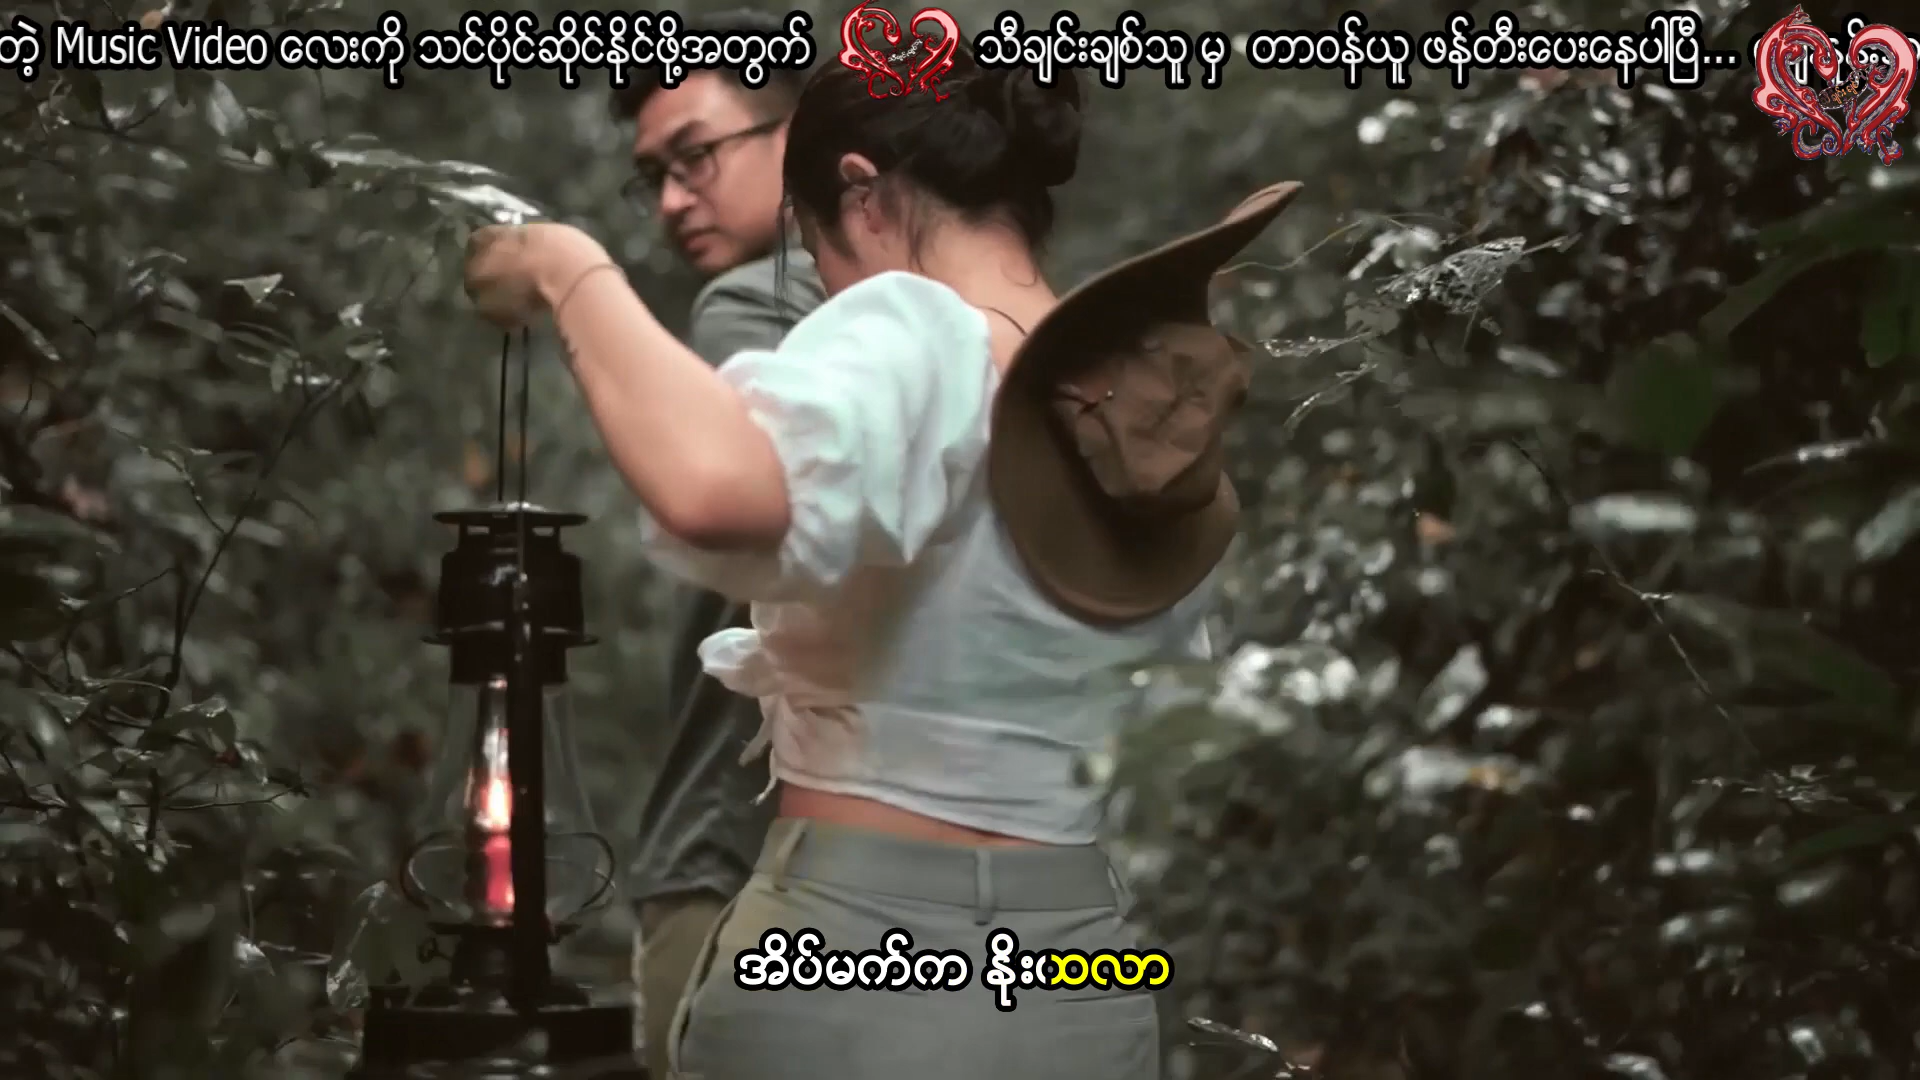 တဲ့ Music Video လေးကို သင်ပိုင်ဆိုင်နိုင်ဖို့အတွက် သီချင်းချစ်သူ မှ တာဝန်ယူ ဖန်တီးပေးနေပါပြီ...
အိပ်မက်က နိုးထလာ